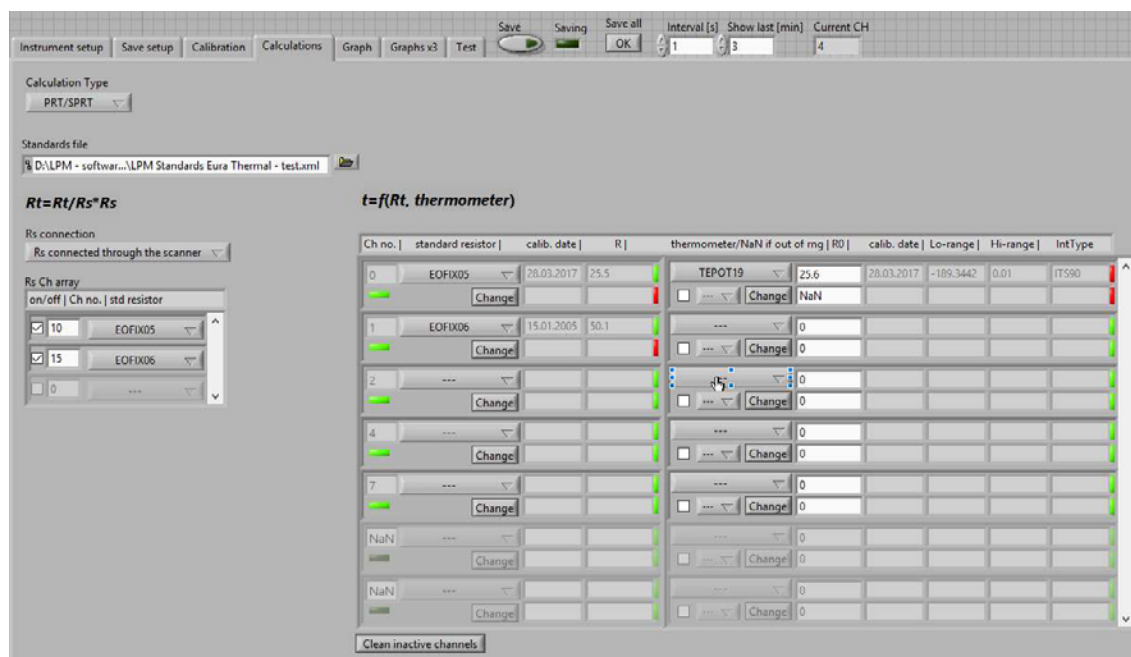 Save Saving Save all Interval [s] Show last [min] Current CH
OK 1 3 4
Instrument setup Save setup Calibration Calculations Graph Graphs v3 Test
Calculation Type
PRT/SPRT
Standards file
D:\LPM - softwar...\LPM Standards Eura Thermal - test.xml
Rt=Rt/Rs*Rs
t=f(Rt, thermometer)
Rs connection
Rs connected through the scanner
Rs Ch array
on/off | Ch no. | std resistor
10 EOFIX05
15 EOFIX06
0 ---
Ch no. | standard resistor | calib. date | R | thermometer/NaN if out of rng | R0 | calib. date | Lo-range | Hi-range | IntType
0 EOFIX05 28.03.2017 25.5 TEPOT19 25.6 28.03.2017 -189.3442 0.01 ITS90
Change --- Change NaN
1 EOFIX06 15.01.2005 50.1 --- 0
Change --- Change 0
2 --- 0
Change --- Change 0
4 --- --- 0
Change --- Change 0
7 --- --- 0
Change --- Change 0
NaN --- --- 0
Change --- Change 0
NaN --- --- 0
Change --- Change 0
Clean inactive channels